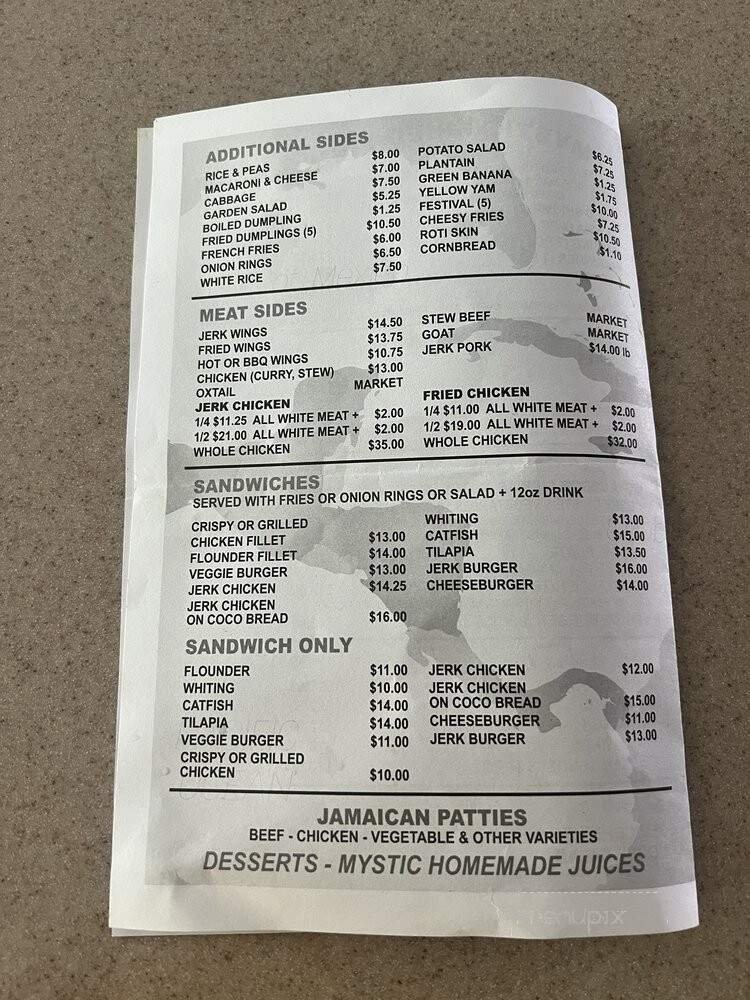 ADDITIONAL SIDES
RICE & PEAS $8.00
MACARONI & CHEESE $7.00
CABBAGE $7.50
GARDEN SALAD $5.25
BOILED DUMPLING $1.25
FRIED DUMPLINGS (5) $10.50
FRENCH FRIES $6.00
ONION RINGS $6.50
WHITE RICE $7.50
POTATO SALAD $6.25
PLANTAIN $7.25
GREEN BANANA $1.25
YELLOW YAM $1.75
FESTIVAL (5) $10.00
CHEESY FRIES $7.25
ROTI SKIN $10.50
CORNBREAD $1.10
MEAT SIDES
JERK WINGS $14.50
FRIED WINGS $13.75
HOT OR BBQ WINGS $10.75
CHICKEN (CURRY, STEW) $13.00
OXTAIL MARKET
JERK CHICKEN
1/4 $11.25 ALL WHITE MEAT + $2.00
1/2 $21.00 ALL WHITE MEAT + $2.00
WHOLE CHICKEN $35.00
STEW BEEF MARKET
GOAT MARKET
JERK PORK $14.00 lb
FRIED CHICKEN
1/4 $11.00 ALL WHITE MEAT + $2.00
1/2 $19.00 ALL WHITE MEAT + $2.00
WHOLE CHICKEN $32.00
SANDWICHES
SERVED WITH FRIES OR ONION RINGS OR SALAD + 12oz DRINK
CRISPY OR GRILLED
CHICKEN FILLET $13.00
FLOUNDER FILLET $14.00
VEGGIE BURGER $13.00
JERK CHICKEN $14.25
JERK CHICKEN
ON COCO BREAD $16.00
WHITING $13.00
CATFISH $15.00
TILAPIA $13.50
JERK BURGER $16.00
CHEESEBURGER $14.00
SANDWICH ONLY
FLOUNDER $11.00
WHITING $10.00
CATFISH $14.00
TILAPIA $14.00
VEGGIE BURGER $11.00
CRISPY OR GRILLED
CHICKEN $10.00
JERK CHICKEN $12.00
JERK CHICKEN
ON COCO BREAD $15.00
CHEESEBURGER $11.00
JERK BURGER $13.00
JAMAICAN PATTIES
BEEF - CHICKEN - VEGETABLE & OTHER VARIETIES
DESSERTS - MYSTIC HOMEMADE JUICES